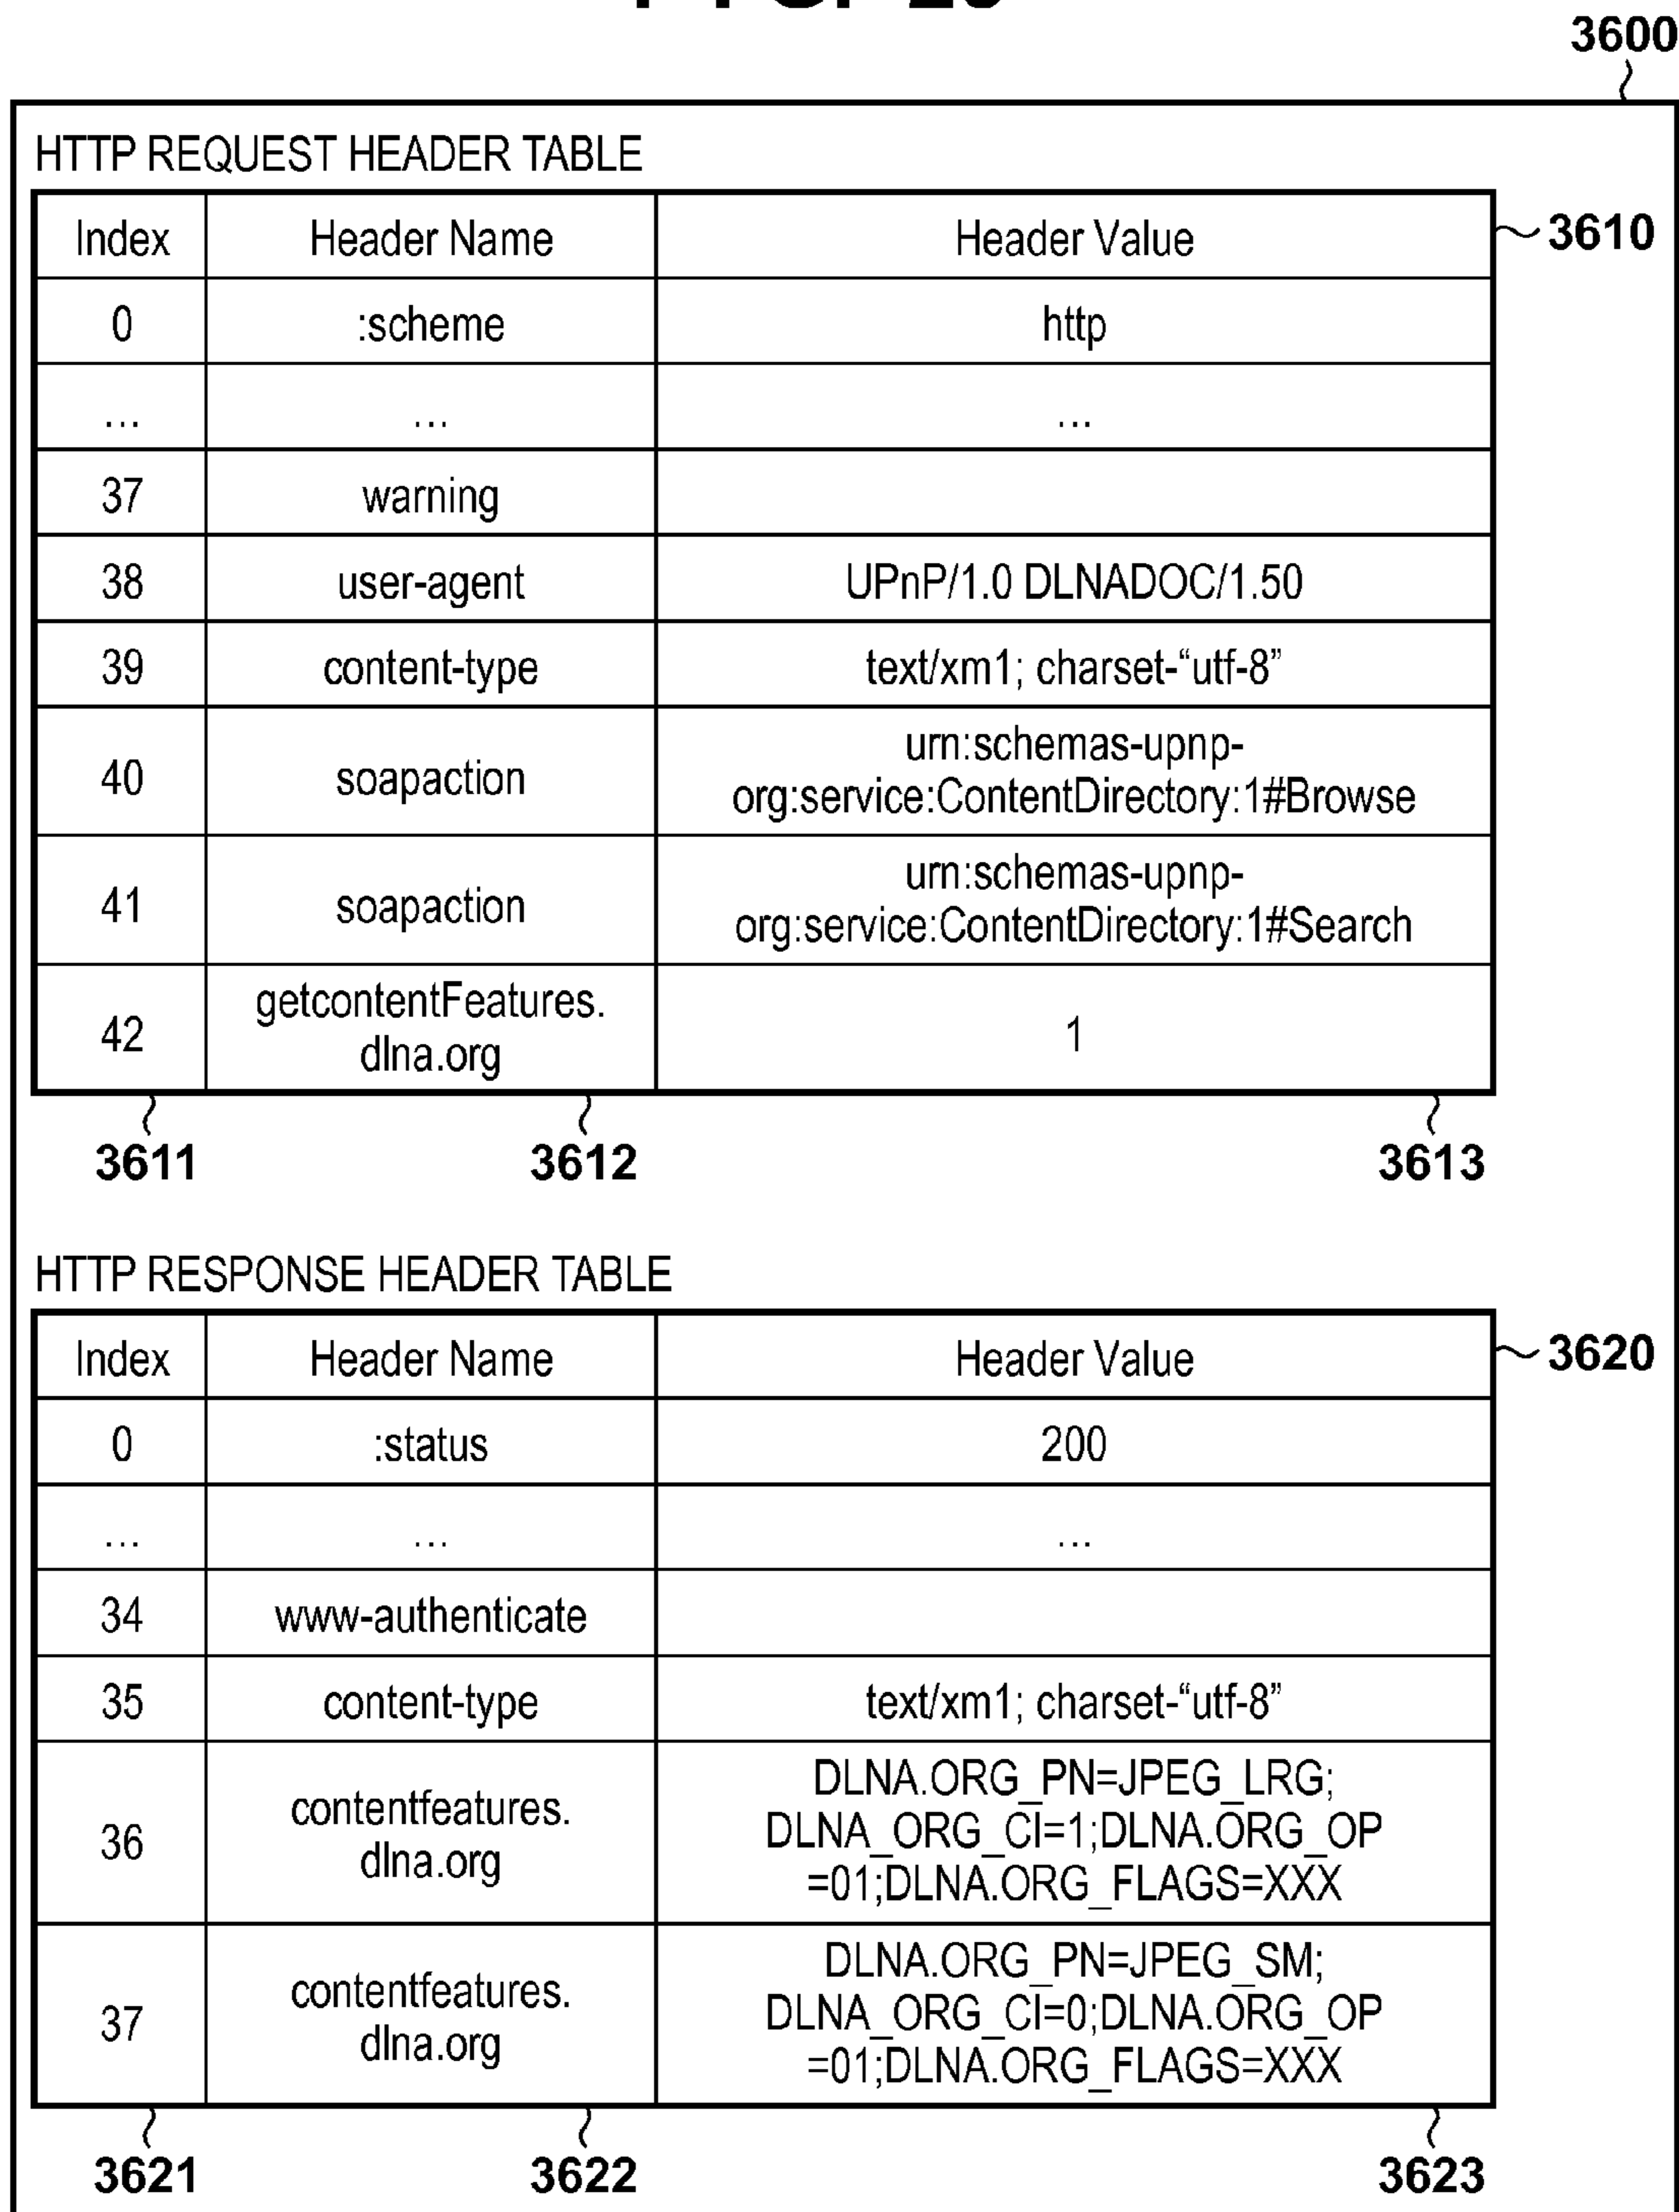 3600
HTTP REQUEST HEADER TABLE
Index Header Name Header Value
3610
0 :scheme http
... ... ...
37 warning
38 user-agent UPnP/1.0 DLNADOC/1.50
39 content-type text/xm1; charset-“utf-8”
40 soapaction urn:schemas-upnp-
org:service:ContentDirectory:1#Browse
41 soapaction urn:schemas-upnp-
org:service:ContentDirectory:1#Search
42 getcontentFeatures.
dlna.org 1
3611 3612 3613
HTTP RESPONSE HEADER TABLE
Index Header Name Header Value
3620
0 :status 200
... ... ...
34 www-authenticate
35 content-type text/xm1; charset-“utf-8”
36 contentfeatures.
dlna.org
DLNA.ORG_PN=JPEG_LRG;
DLNA_ORG_CI=1;DLNA.ORG_OP
=01;DLNA.ORG_FLAGS=XXX
37 contentfeatures.
dlna.org
DLNA.ORG_PN=JPEG_SM;
DLNA_ORG_CI=0;DLNA.ORG_OP
=01;DLNA.ORG_FLAGS=XXX
3621 3622 3623